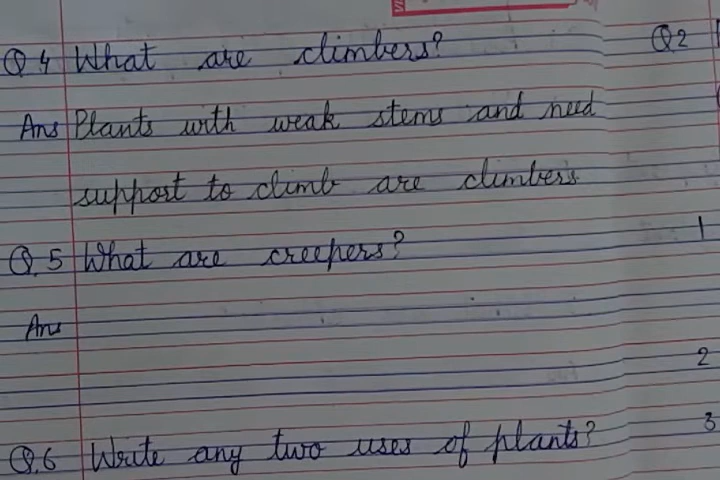 Q 4 What are climbers?
Q2
Ans Plants with weak stems and need
support to climb are climbers.
Q.5 What are creepers?
1
Ans
2
Q.6 Write any two uses of plants?
3